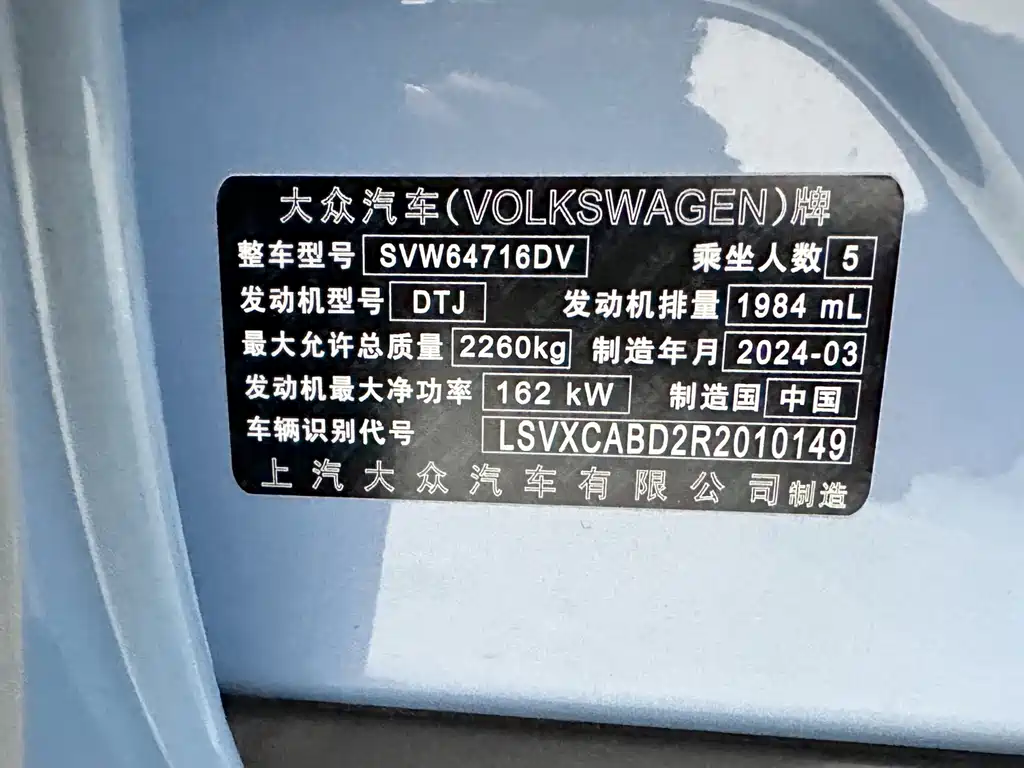 大众汽车(VOLKSWAGEN)牌
整车型号 SVW64716DV 乘坐人数 5
发动机型号 DTJ 发动机排量 1984 mL
最大允许总质量 2260kg 制造年月 2024-03
发动机最大净功率 162 kW 制造国 中国
车辆识别代号 LSVXCABD2R2010149
上汽大众汽车有限公司制造